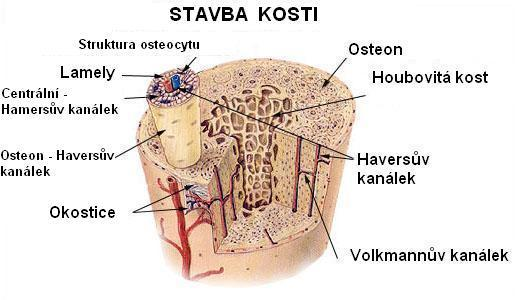 STAVBA KOSTI
Struktura osteocytu
Lamely
Centrální -
Hamersův kanálek
Osteon - Haversův
kanálek
Okostice
Osteon
Houbovitá kost
Haversův
kanálek
Volkmannův kanálek